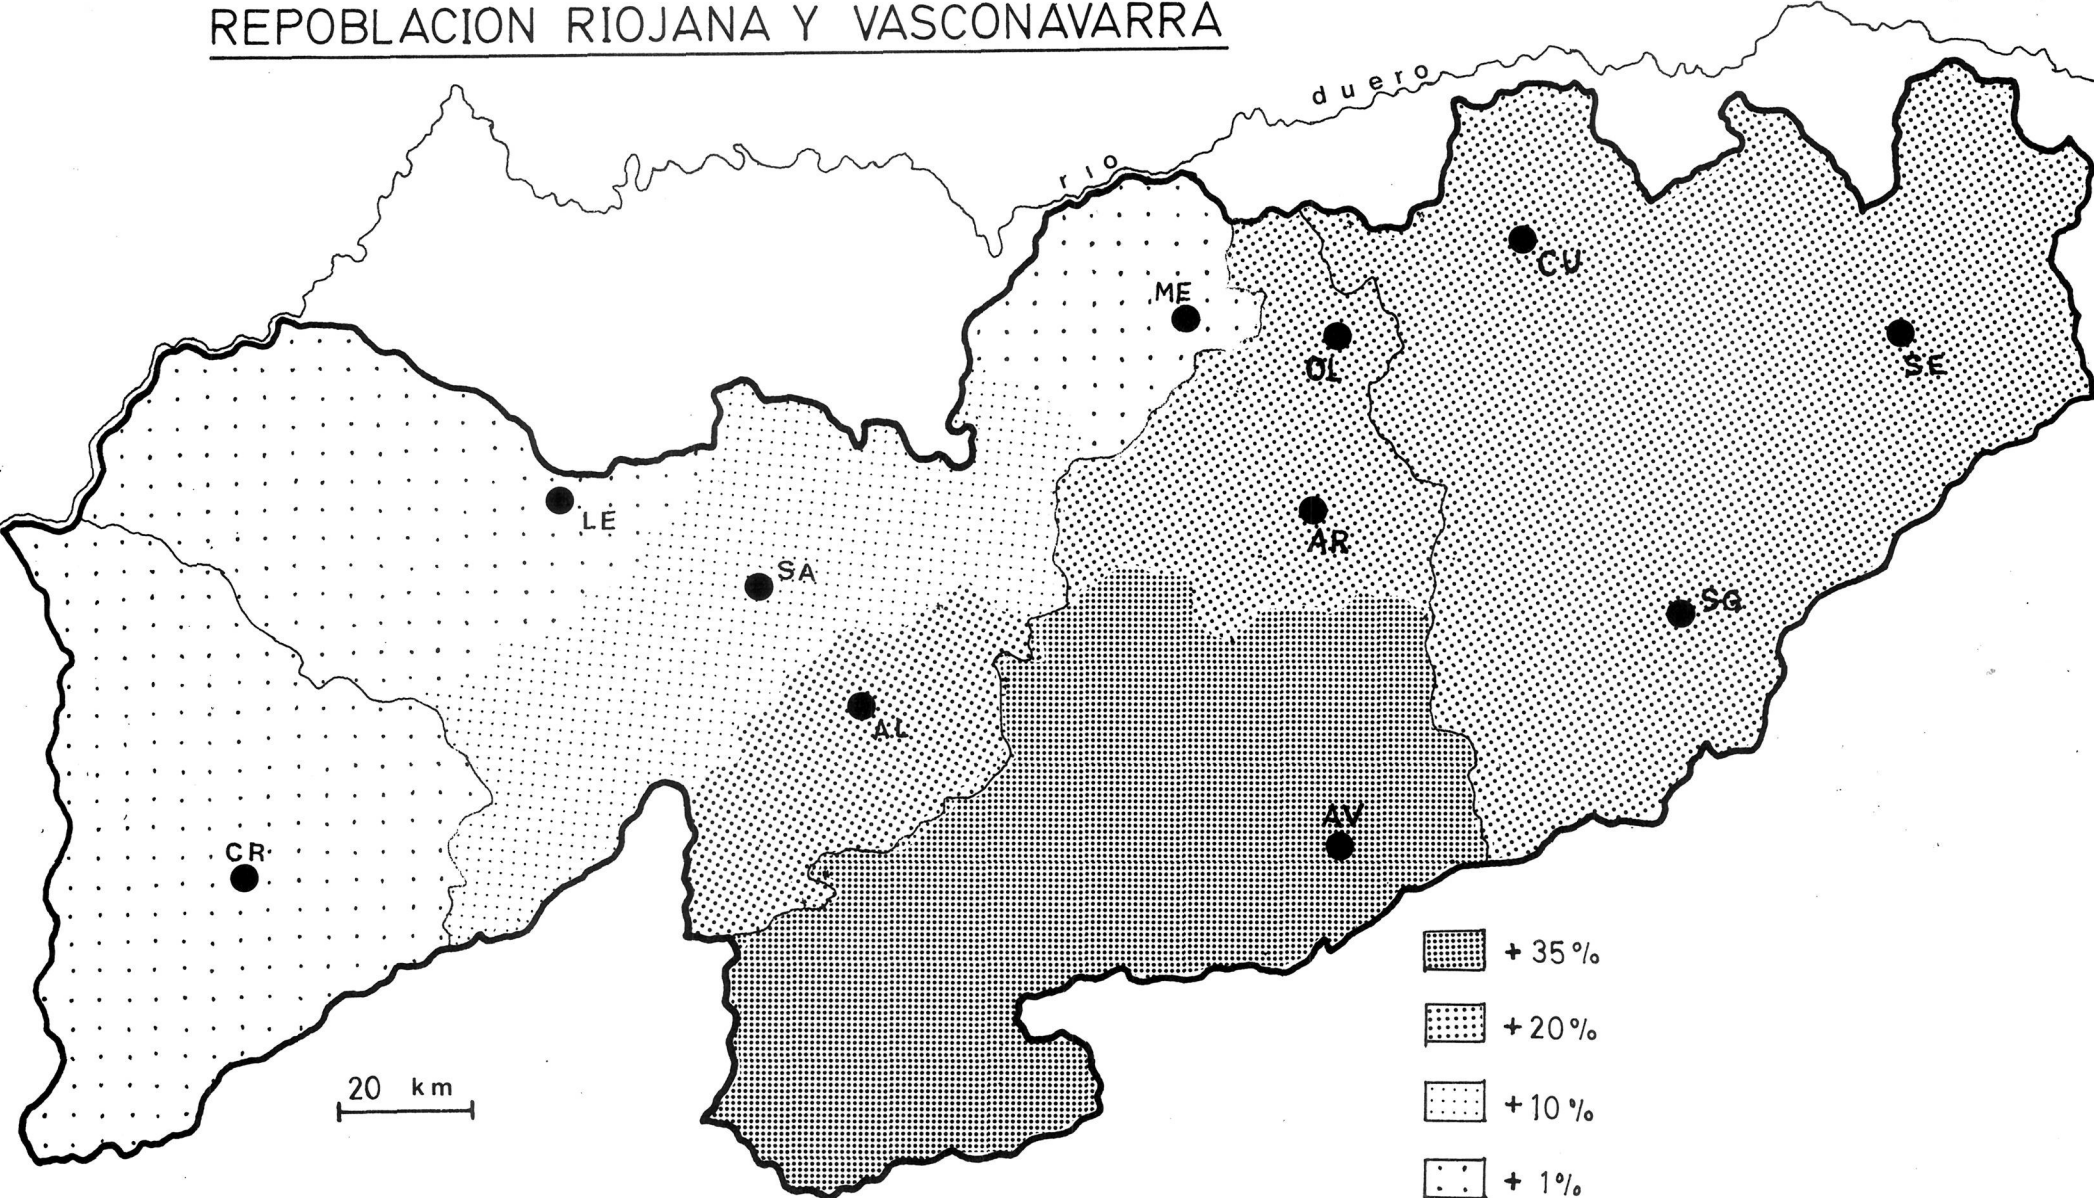 REPOBLACION RIOJANA Y VASCONAVARRA
rio duero
CU
ME
OL
SE
LE
AR
SA
SG
AL
AV
CR
+ 35%
+ 20%
+ 10%
+ 1%
20 km